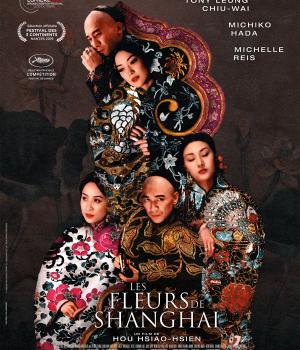 TONY LEUNG
CHIU-WAI
MICHIKO
HADA
MICHELLE
REIS
FESTIVAL DES
3 CONTINENTS
COMPÉTITION
LES
FLEURS DE
SHANGHAI
UN FILM DE
HOU HSIAO-HSIEN